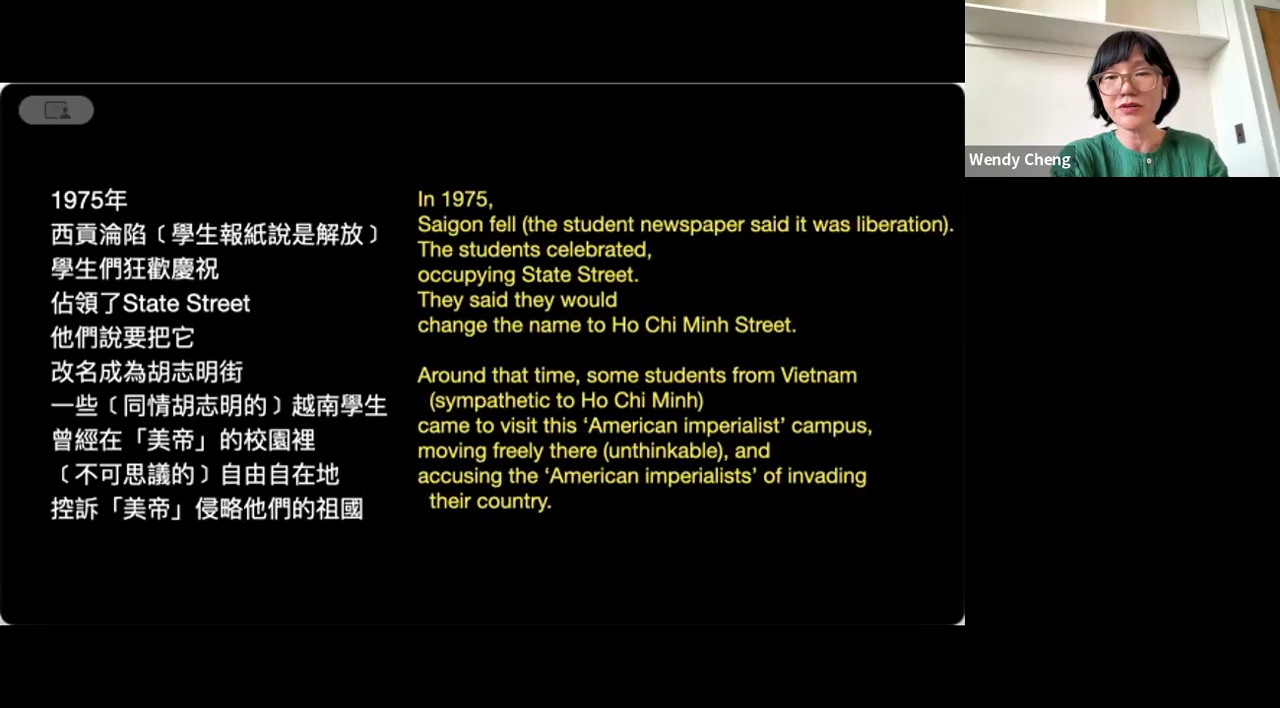 1975年
西貢淪陷﹝學生報紙說是解放﹞
學生們狂歡慶祝
佔領了State Street
他們說要把它
改名成為胡志明街
一些﹝同情胡志明的﹞越南學生
曾經在「美帝」的校園裡
﹝不可思議的﹞自由自在地
控訴「美帝」侵略他們的祖國
In 1975,
Saigon fell (the student newspaper said it was liberation).
The students celebrated,
occupying State Street.
They said they would
change the name to Ho Chi Minh Street.
Around that time, some students from Vietnam
(sympathetic to Ho Chi Minh)
came to visit this ‘American imperialist’ campus,
moving freely there (unthinkable), and
accusing the ‘American imperialists’ of invading
their country.
Wendy Cheng